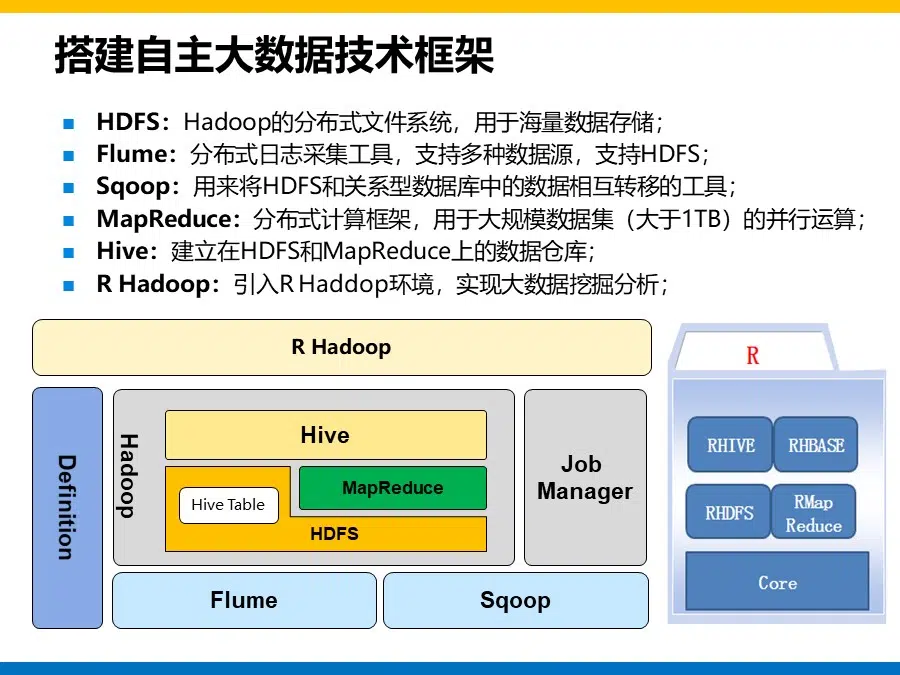 搭建自主大数据技术框架
HDFS：Hadoop的分布式文件系统，用于海量数据存储；
Flume：分布式日志采集工具，支持多种数据源，支持HDFS；
Sqoop：用来将HDFS和关系型数据库中的数据相互转移的工具；
MapReduce：分布式计算框架，用于大规模数据集（大于1TB）的并行运算；
Hive：建立在HDFS和MapReduce上的数据仓库；
R Hadoop：引入R Haddop环境，实现大数据挖掘分析；
R Hadoop
Definition
Hadoop
Hive
Hive Table
MapReduce
HDFS
Job
Manager
Flume
Sqoop
R
RHIVE
RHBASE
RHDFS
RMap
Reduce
Core